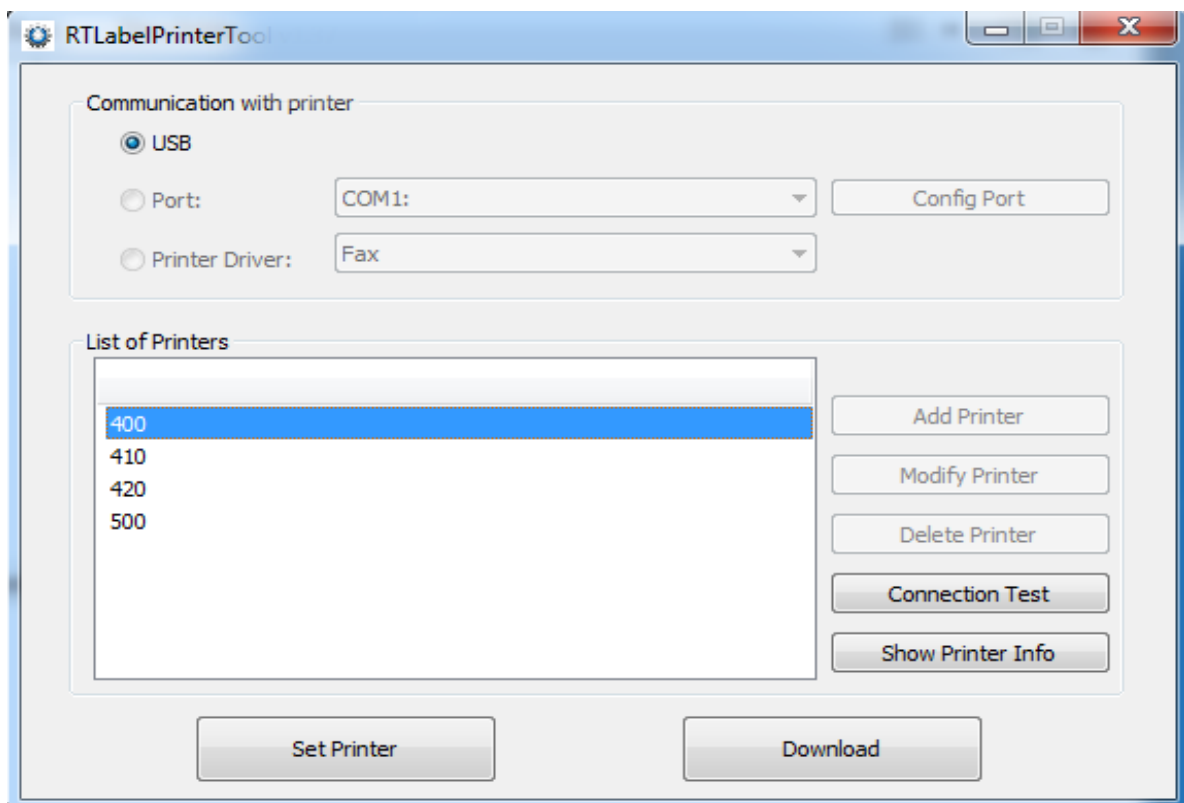 RTLabelPrinterTool
Communication with printer
USB
Port: COM1: Config Port
Printer Driver: Fax
List of Printers
400
410
420
500
Add Printer
Modify Printer
Delete Printer
Connection Test
Show Printer Info
Set Printer Download